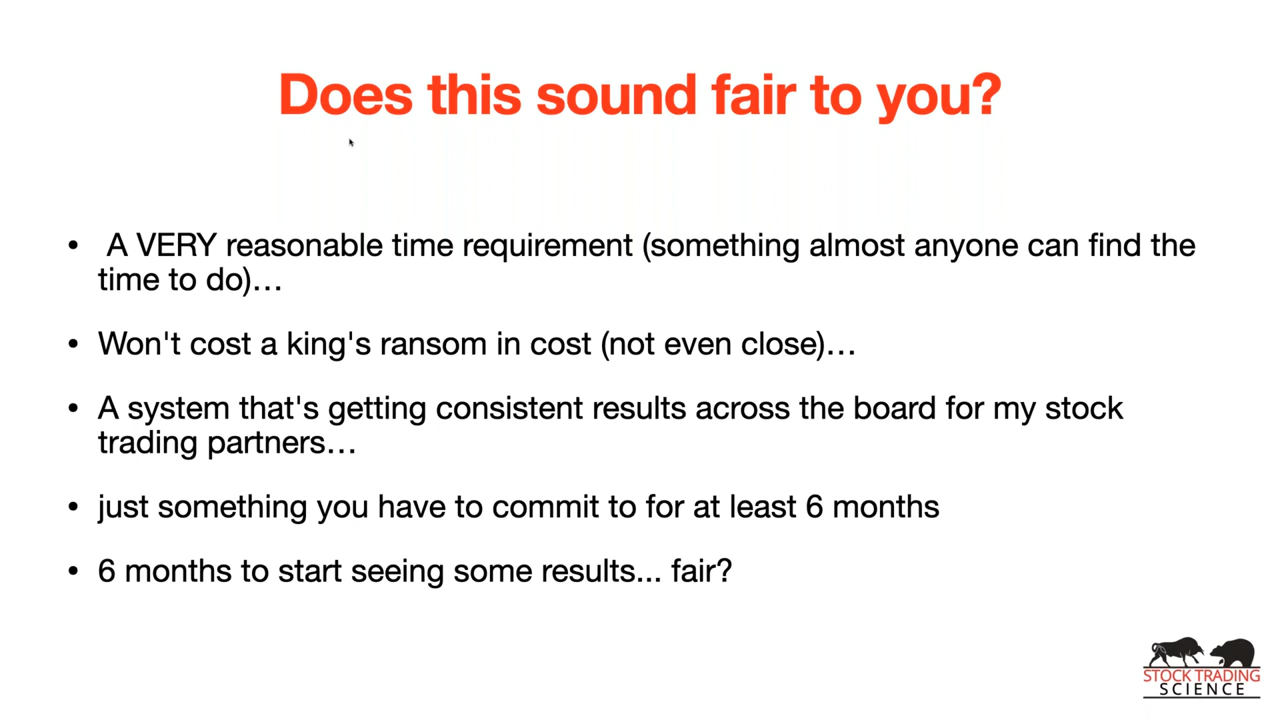 Does this sound fair to you?
• A VERY reasonable time requirement (something almost anyone can find the
time to do)…
• Won't cost a king's ransom in cost (not even close)…
• A system that's getting consistent results across the board for my stock
trading partners…
• just something you have to commit to for at least 6 months
• 6 months to start seeing some results... fair?
STOCK TRADING
SCIENCE